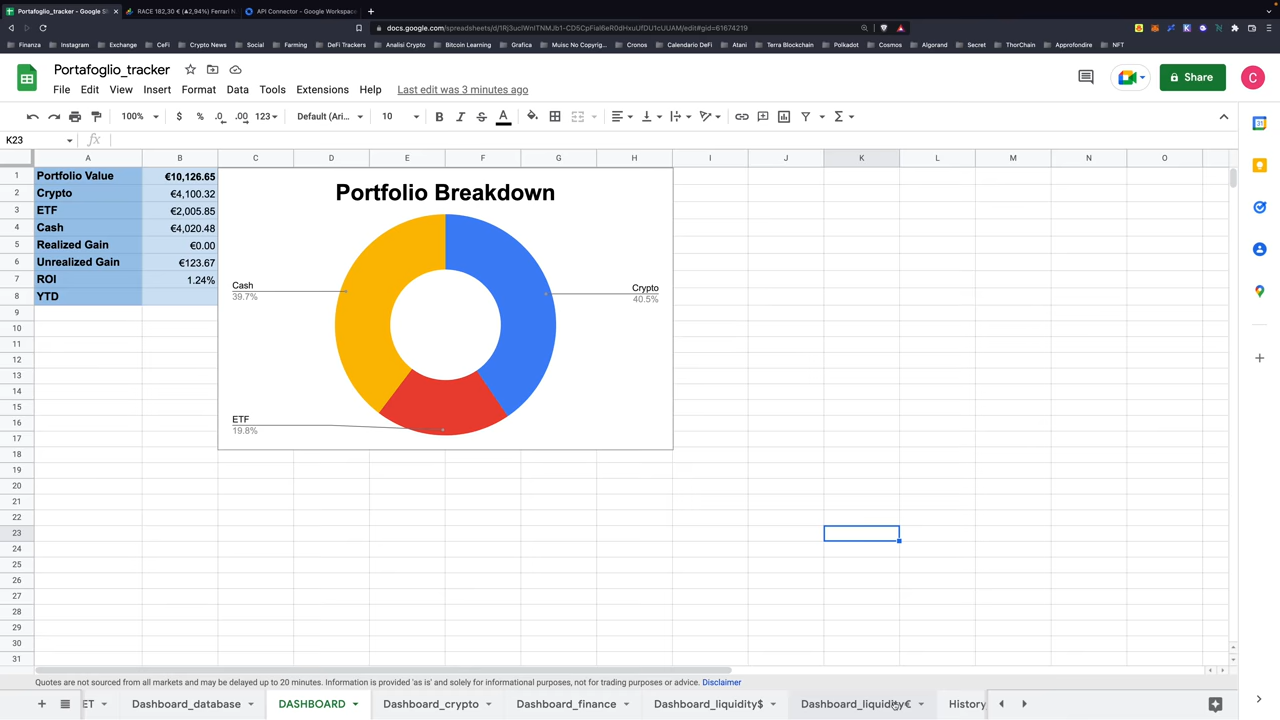 Portafoglio_tracker - Google S
RACE 182,30 € (▲2,94%) Ferrari N
API Connector - Google Workspac
docs.google.com/spreadsheets/d/
Finanza Instagram Exchange CeFi Crypto News Social Farming DeFi Trackers Analisi Crypto Bitcoin Learning Grafica Muisc No Copyrig... Cronos Calendario DeFi Atani Terra Blockchain Polkadot Cosmos Algorand Secret ThorChain Approfondire NFT
Portafoglio_tracker
File Edit View Insert Format Data Tools Extensions Help Last edit was 3 minutes ago
Share
C
100% $ % .0 .00 123 Default (Ari... 10 B I S A Σ
K23 fx
A B C D E F G H I J K L M N O
1 Portfolio Value €10,126.65
2 Crypto €4,100.32
3 ETF €2,005.85
4 Cash €4,020.48
5 Realized Gain €0.00
6 Unrealized Gain €123.67
7 ROI 1.24%
8 YTD
Portfolio Breakdown
Cash
39.7%
Crypto
40.5%
ETF
19.8%
9
10
11
12
13
14
15
16
17
18
19
20
21
22
23
24
25
26
27
28
29
30
31
Quotes are not sourced from all markets and may be delayed up to 20 minutes. Information is provided 'as is' and solely for informational purposes, not for trading purposes or advice. Disclaimer
ET Dashboard_database DASHBOARD Dashboard_crypto Dashboard_finance Dashboard_liquidity$ Dashboard_liquidity€ History